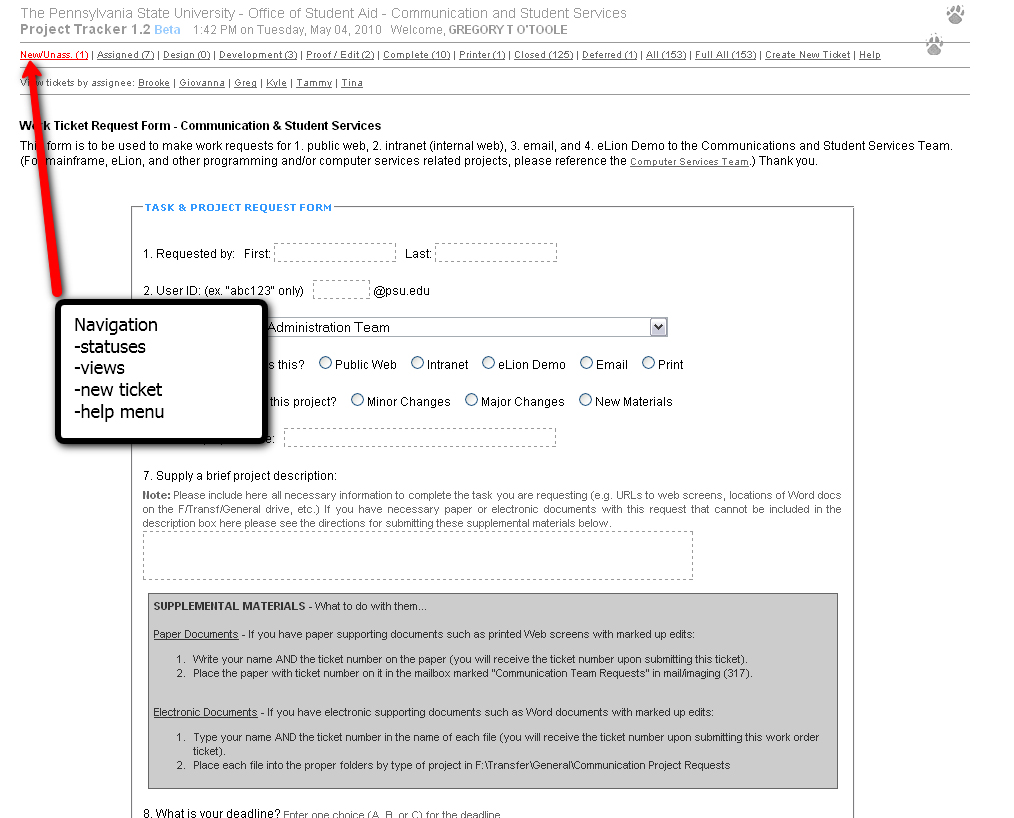 The Pennsylvania State University - Office of Student Aid - Communication and Student Services
Project Tracker 1.2 Beta 1:42 PM on Tuesday, May 04, 2010 Welcome, GREGORY T O'TOOLE
New/Unass. (1) | Assigned (7) | Design (0) | Development (3) | Proof / Edit (2) | Complete (10) | Printer (1) | Closed (125) | Deferred (1) | All (153) | Full All (153) | Create New Ticket | Help
View tickets by assignee: Brooke | Giovanna | Greg | Kyle | Tammy | Tina
Work Ticket Request Form - Communication & Student Services
This form is to be used to make work requests for 1. public web, 2. intranet (internal web), 3. email, and 4. eLion Demo to the Communications and Student Services Team.
(For mainframe, eLion, and other programming and/or computer services related projects, please reference the Computer Services Team.) Thank you.
TASK & PROJECT REQUEST FORM
1. Requested by: First: Last:
2. User ID: (ex. "abc123" only) @psu.edu
Navigation
-statuses
-views
-new ticket
-help menu
Administration Team
s this? Public Web Intranet eLion Demo Email Print
this project? Minor Changes Major Changes New Materials
e:
7. Supply a brief project description:
Note: Please include here all necessary information to complete the task you are requesting (e.g. URLs to web screens, locations of Word docs
on the F/Transf/General drive, etc.) If you have necessary paper or electronic documents with this request that cannot be included in the
description box here please see the directions for submitting these supplemental materials below.
SUPPLEMENTAL MATERIALS - What to do with them...
Paper Documents - If you have paper supporting documents such as printed Web screens with marked up edits:
1. Write your name AND the ticket number on the paper (you will receive the ticket number upon submitting this ticket).
2. Place the paper with ticket number on it in the mailbox marked "Communication Team Requests" in mail/imaging (317).
Electronic Documents - If you have electronic supporting documents such as Word documents with marked up edits:
1. Type your name AND the ticket number in the name of each file (you will receive the ticket number upon submitting this work order
ticket).
2. Place each file into the proper folders by type of project in F:\Transfer\General\Communication Project Requests
8. What is your deadline? Enter one choice (A, B, or C) for the deadline